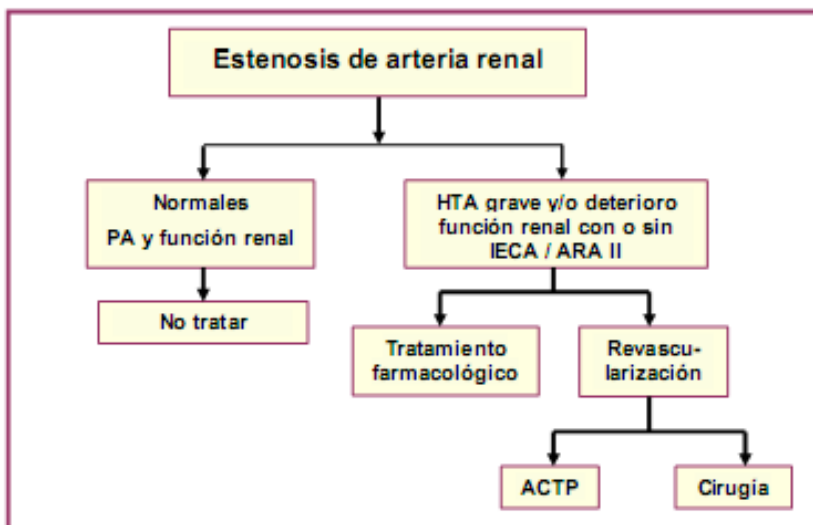 Estenosis de arteria renal
Normales
PA y función renal
HTA grave y/o deterioro
función renal con o sin
IECA / ARA II
No tratar
Tratamiento
farmacológico
Revascu-
larización
ACTP
Cirugia